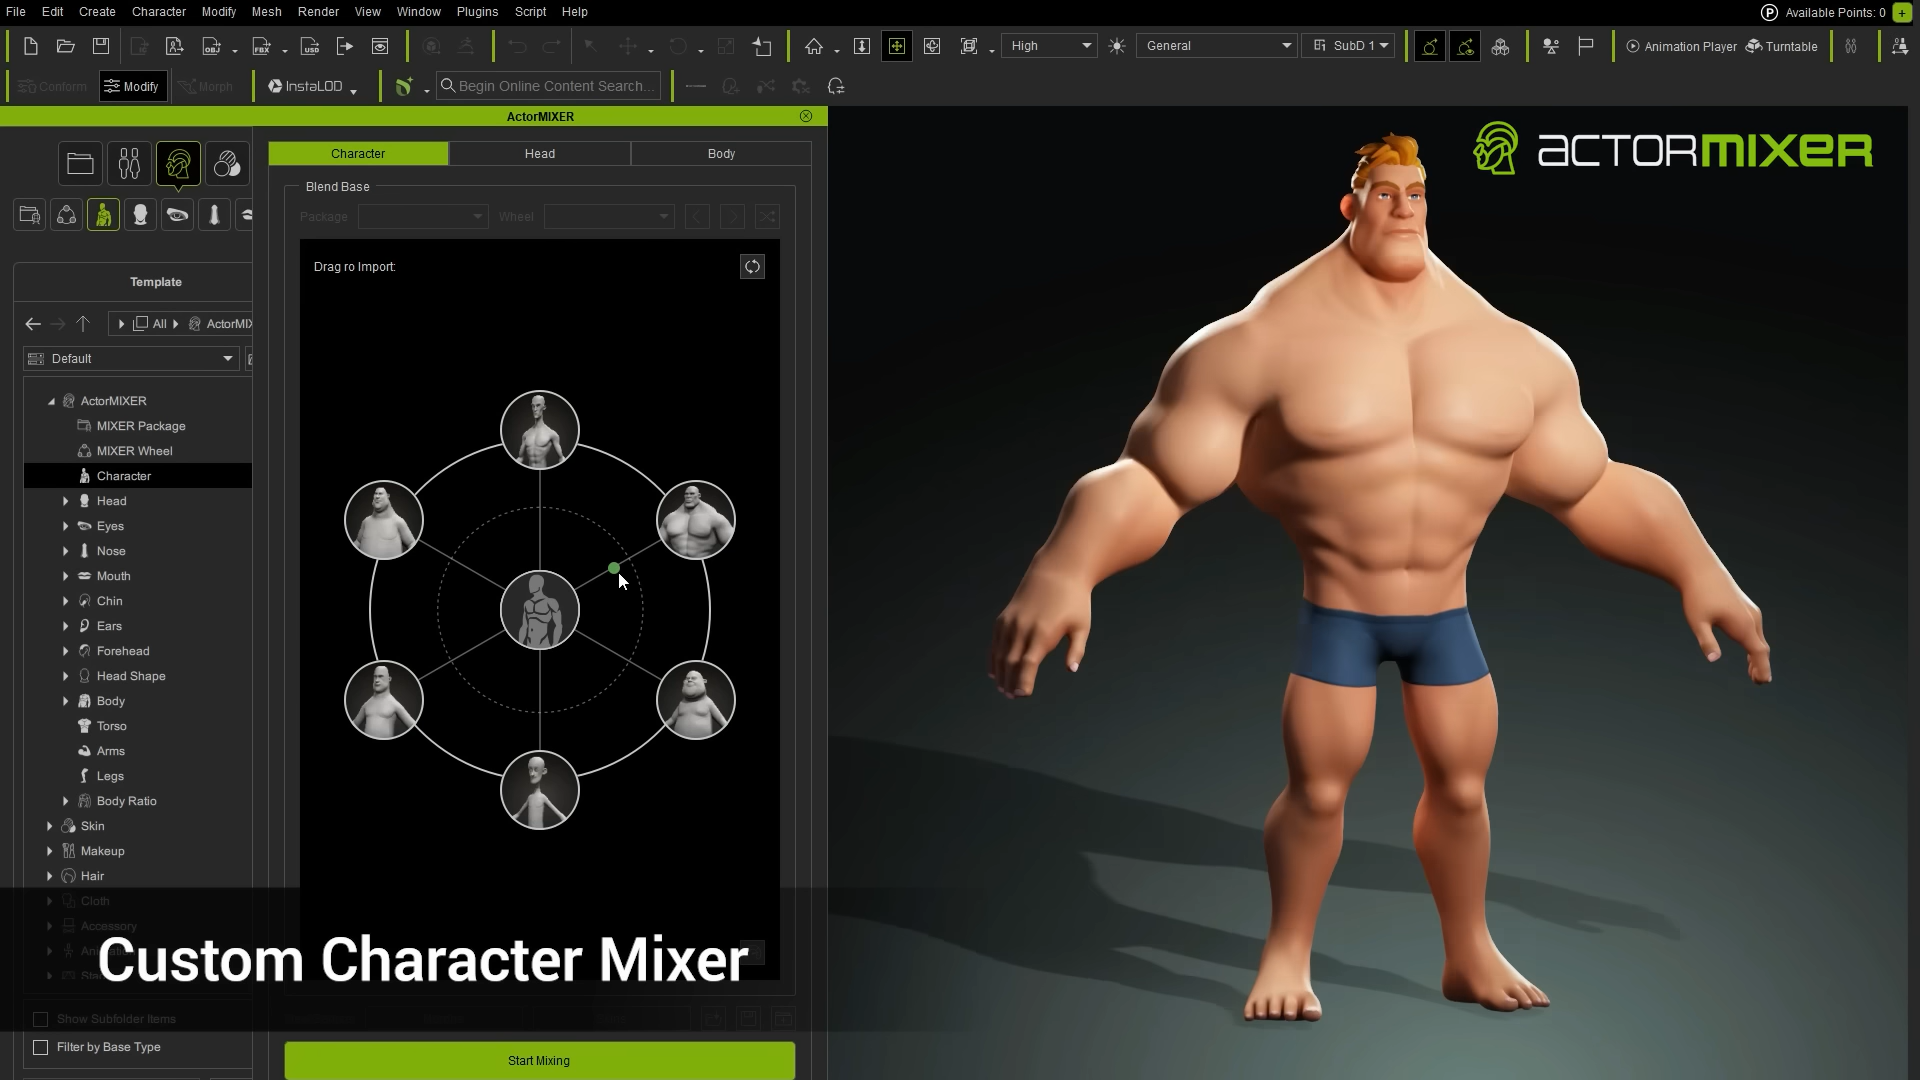 File Edit Create Character Modify Mesh Render View Window Plugins Script Help
P Available Points: 0 +
OBJ FBX USD High General SubD 1 Animation Player Turntable
Conform Modify Morph InstaLOD Begin Online Content Search...
ActorMIXER
Character Head Body
ACTORMIXER
Blend Base
Package Wheel
Drag ro Import:
Template
All ActorMIX
Default
ActorMIXER
MIXER Package
MIXER Wheel
Character
Head
Eyes
Nose
Mouth
Chin
Ears
Forehead
Head Shape
Body
Torso
Arms
Legs
Body Ratio
Skin
Makeup
Hair
Cloth
Accessory
Custom Character Mixer
Show Subfolder Items
Filter by Base Type
Start Mixing